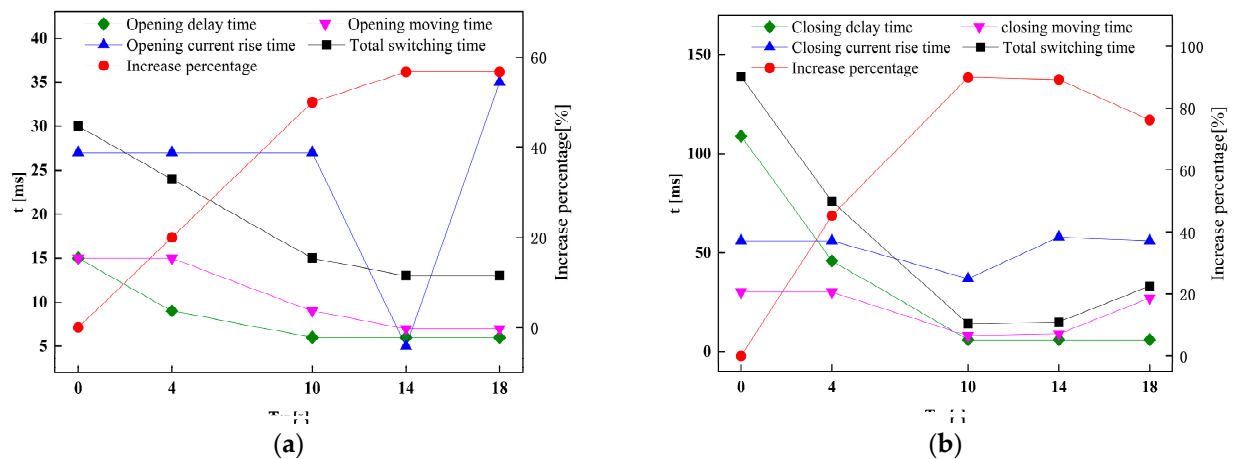 Opening delay time
Opening moving time
Opening current rise time
Total switching time
Increase percentage
40
35
30
25
20
15
10
5
t [ms]
60
40
20
0
Increase percentage[%]
0 4 10 14 18
(a)
Closing delay timc
closing moving timc
Closing current rise time
Total switching time
Increase percentage
150
100
50
0
t [ms]
100
80
60
40
20
0
Increase percentage[%]
0 4 10 14 18
(b)